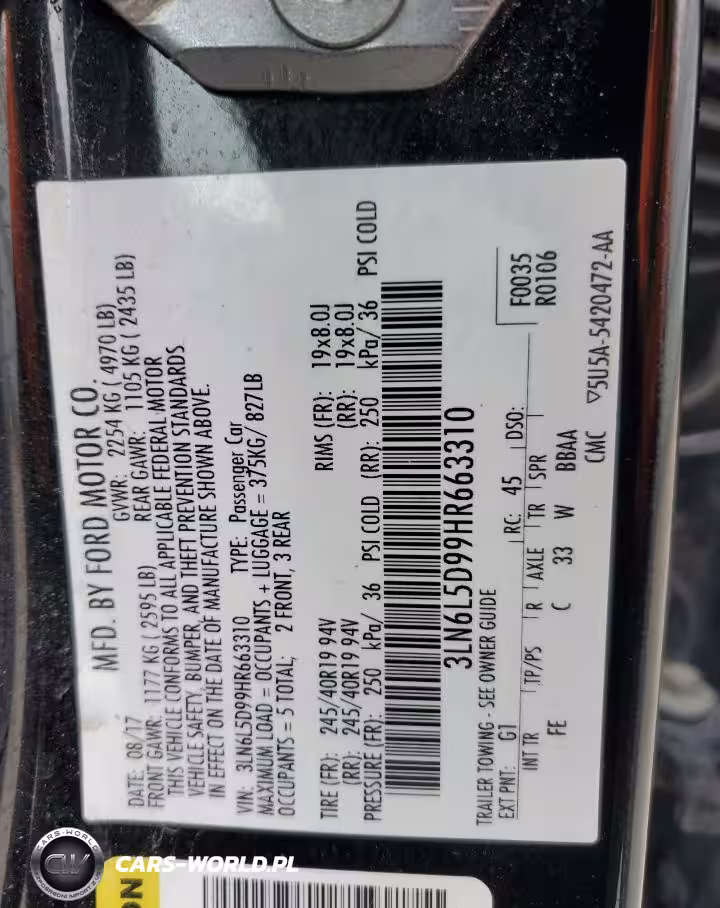 MFD. BY FORD MOTOR CO.
DATE: 08/17 GVWR: 2254 KG ( 4970 LB)
FRONT GAWR: 1177 KG ( 2595 LB) REAR GAWR: 1105 KG ( 2435 LB)
THIS VEHICLE CONFORMS TO ALL APPLICABLE FEDERAL MOTOR
VEHICLE SAFETY, BUMPER, AND THEFT PREVENTION STANDARDS
IN EFFECT ON THE DATE OF MANUFACTURE SHOWN ABOVE.
VIN: 3LN6L5D99HR663310 TYPE: Passenger Car
MAXIMUM LOAD = OCCUPANTS + LUGGAGE = 375KG/ 827LB
OCCUPANTS = 5 TOTAL; 2 FRONT, 3 REAR
TIRE (FR): 245/40R19 94V RIMS (FR): 19x8.0J
(RR): 245/40R19 94V (RR): 19x8.0J
PRESSURE (FR): 250 kPa/ 36 PSI COLD (RR): 250 kPa/ 36 PSI COLD
3LN6L5D99HR663310
TRAILER TOWING - SEE OWNER GUIDE
F0035
R0106
EXT PNT: G1 RC: 45 DSO:
INT TR TP/PS R AXLE TR SPR
FE C 33 W BBAA
CMC ▽5U5A-5420472-AA
CARS-WORLD
CW
CARS-WORLD.PL
ON